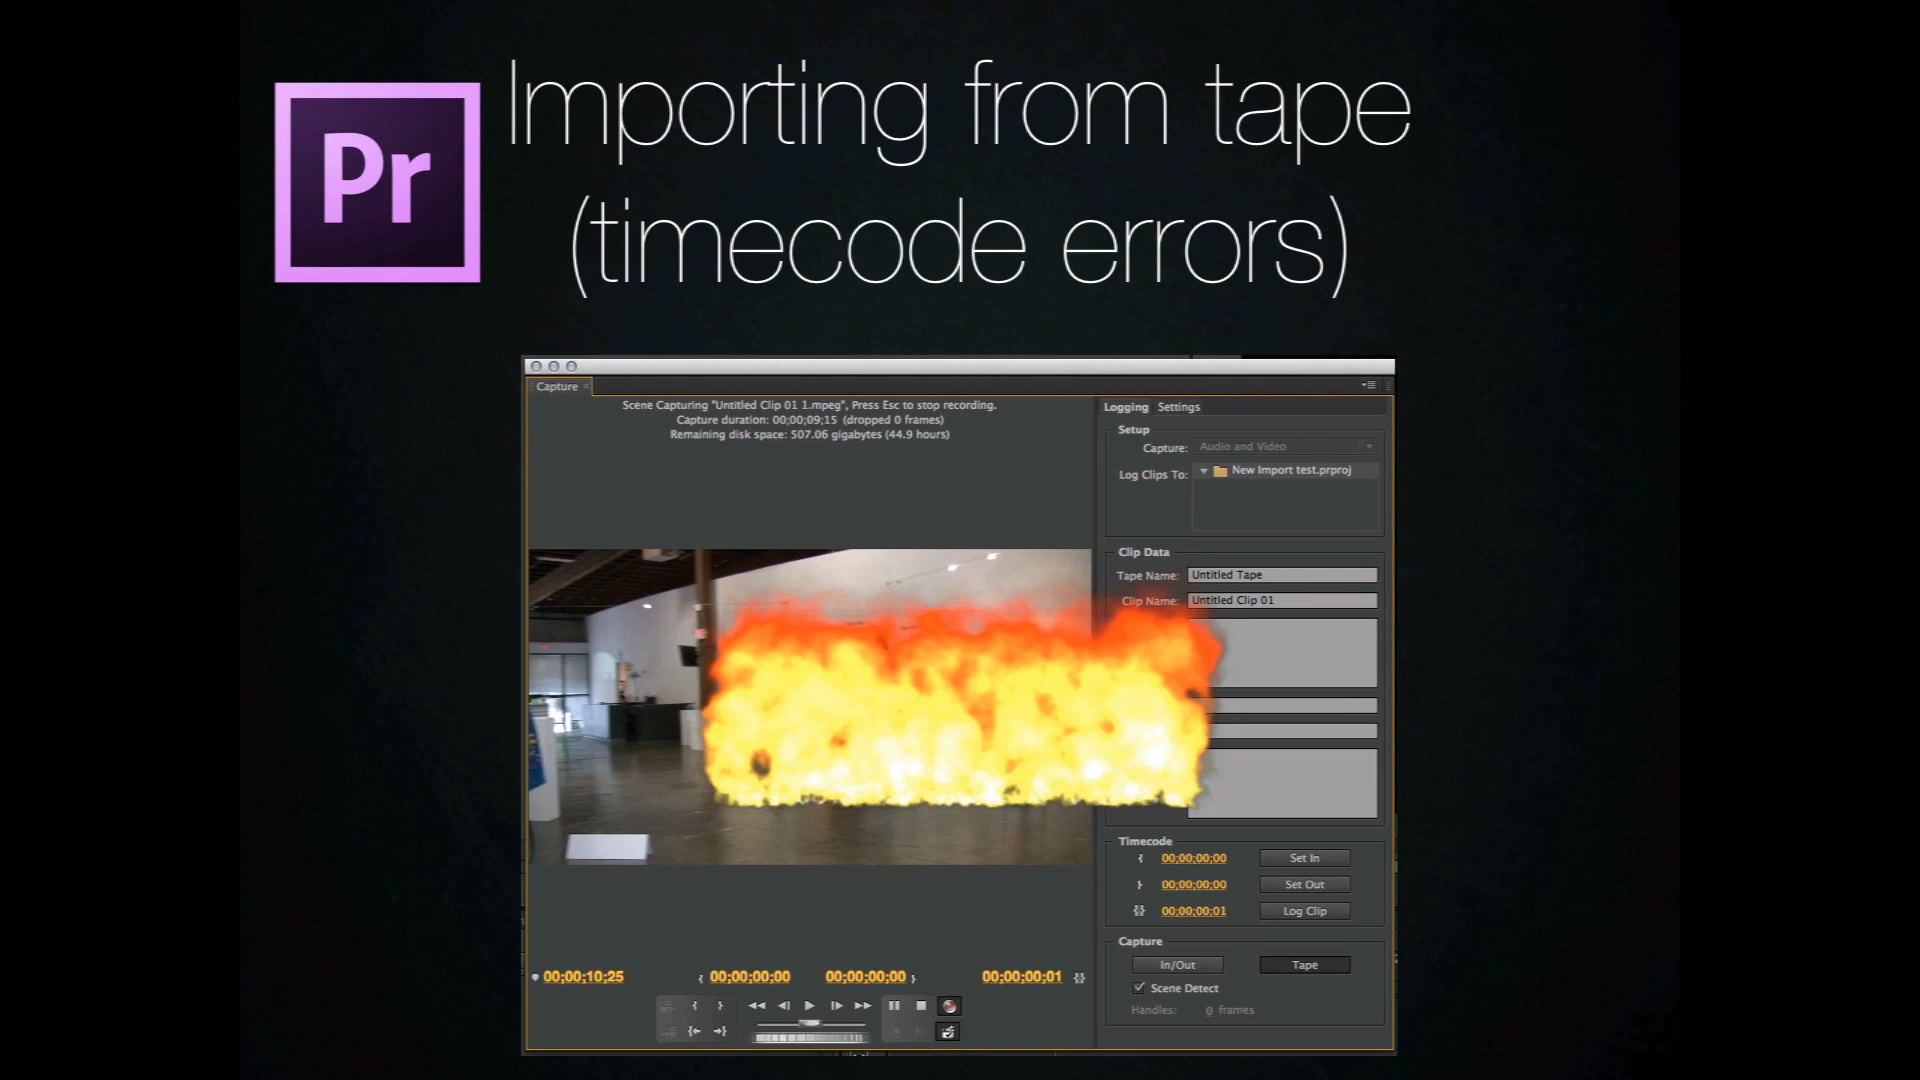 Pr
Importing from tape
(timecode errors)
Capture
Scene Capturing "Untitled Clip 01 1.mpeg", Press Esc to stop recording.
Capture duration: 00;00;09;15 (dropped 0 frames)
Remaining disk space: 507.06 gigabytes (44.9 hours)
Logging Settings
Setup
Capture: Audio and Video
Log Clips To: New Import test.prproj
Clip Data
Tape Name: Untitled Tape
Clip Name: Untitled Clip 01
Timecode
{ 00;00;00;00 Set In
} 00;00;00;00 Set Out
{} 00;00;00;01 Log Clip
Capture
In/Out Tape
Scene Detect
Handles: 0 frames
00;00;10;25 { 00;00;00;00 00;00;00;00 } 00;00;00;01 {}